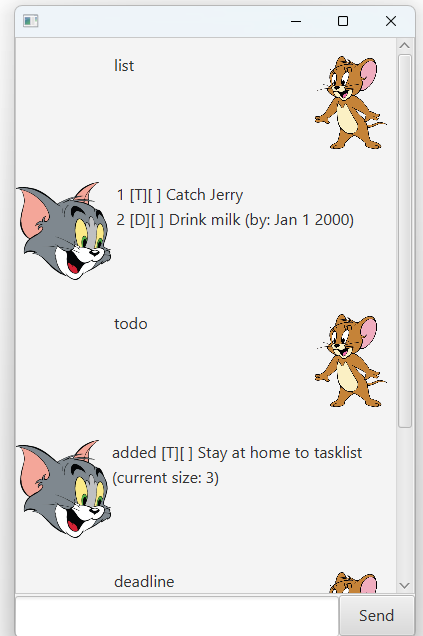 list
1 [T][ ] Catch Jerry
2 [D][ ] Drink milk (by: Jan 1 2000)
todo
added [T][ ] Stay at home to tasklist
(current size: 3)
deadline
Send